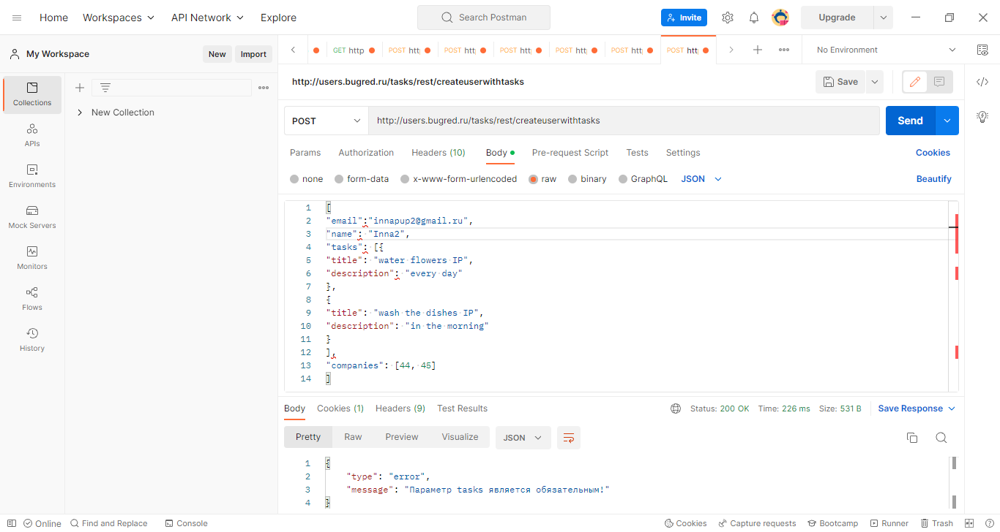 Home Workspaces API Network Explore Search Postman Invite Upgrade
My Workspace New Import
GET http POST htt POST htt POST htt POST htt POST htt POST htt No Environment
Collections
APIs
Environments
Mock Servers
Monitors
Flows
History
New Collection
http://users.bugred.ru/tasks/rest/createuserwithtasks Save
POST http://users.bugred.ru/tasks/rest/createuserwithtasks Send
Params Authorization Headers (10) Body Pre-request Script Tests Settings Cookies
none form-data x-www-form-urlencoded raw binary GraphQL JSON Beautify
1 [
2 "email":"innapup2@gmail.ru",
3 "name": "Inna2",
4 "tasks": [{
5 "title": "water flowers IP",
6 "description": "every day"
7 },
8 {
9 "title": "wash the dishes IP",
10 "description": "in the morning"
11 }
12 ],
13 "companies": [44, 45]
14 ]
Body Cookies (1) Headers (9) Test Results Status: 200 OK Time: 226 ms Size: 531 B Save Response
Pretty Raw Preview Visualize JSON
1 {
2 "type": "error",
3 "message": "Параметр tasks является обязательным!"
4 }
Online Find and Replace Console Cookies Capture requests Bootcamp Runner Trash